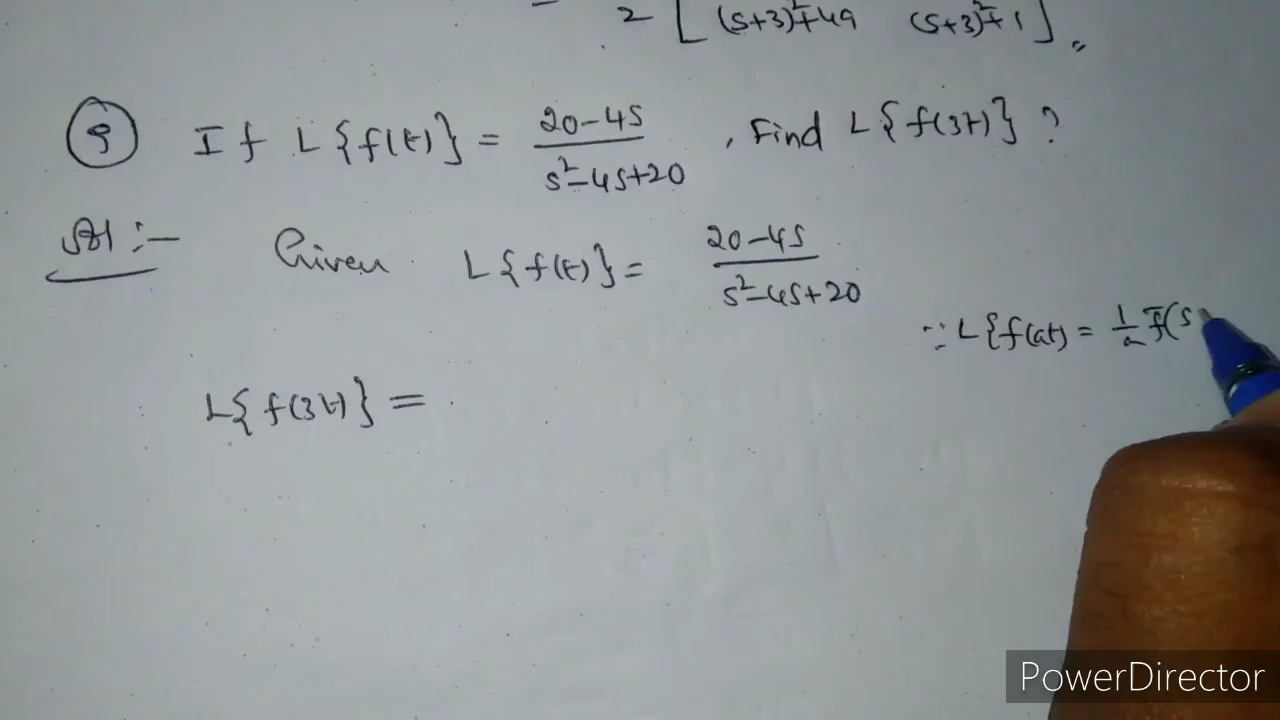 2 [ (s+3)²+49 (s+3)²+1 ] ,,
9 If L{f(t)} = 20-4s / s²-4s+20 , Find L{f(3t)} ?
Sol :- Given L{f(t)} = 20-4s / s²-4s+20
∵ L{f(at) = 1/a f̄(s
L{f(3t)} =
PowerDirector